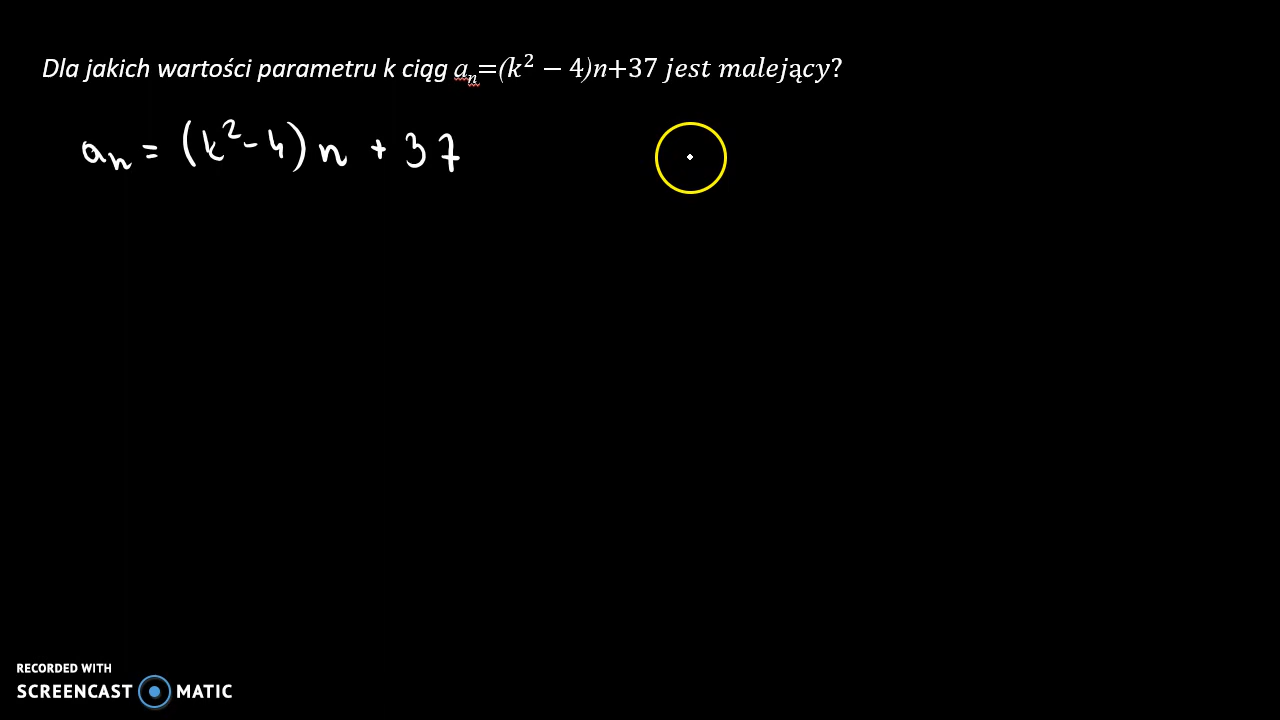 Dla jakich wartości parametru k ciąg aₙ=(k² − 4)n+37 jest malejący?
aₙ = (k² - 4) n + 37
RECORDED WITH
SCREENCAST MATIC